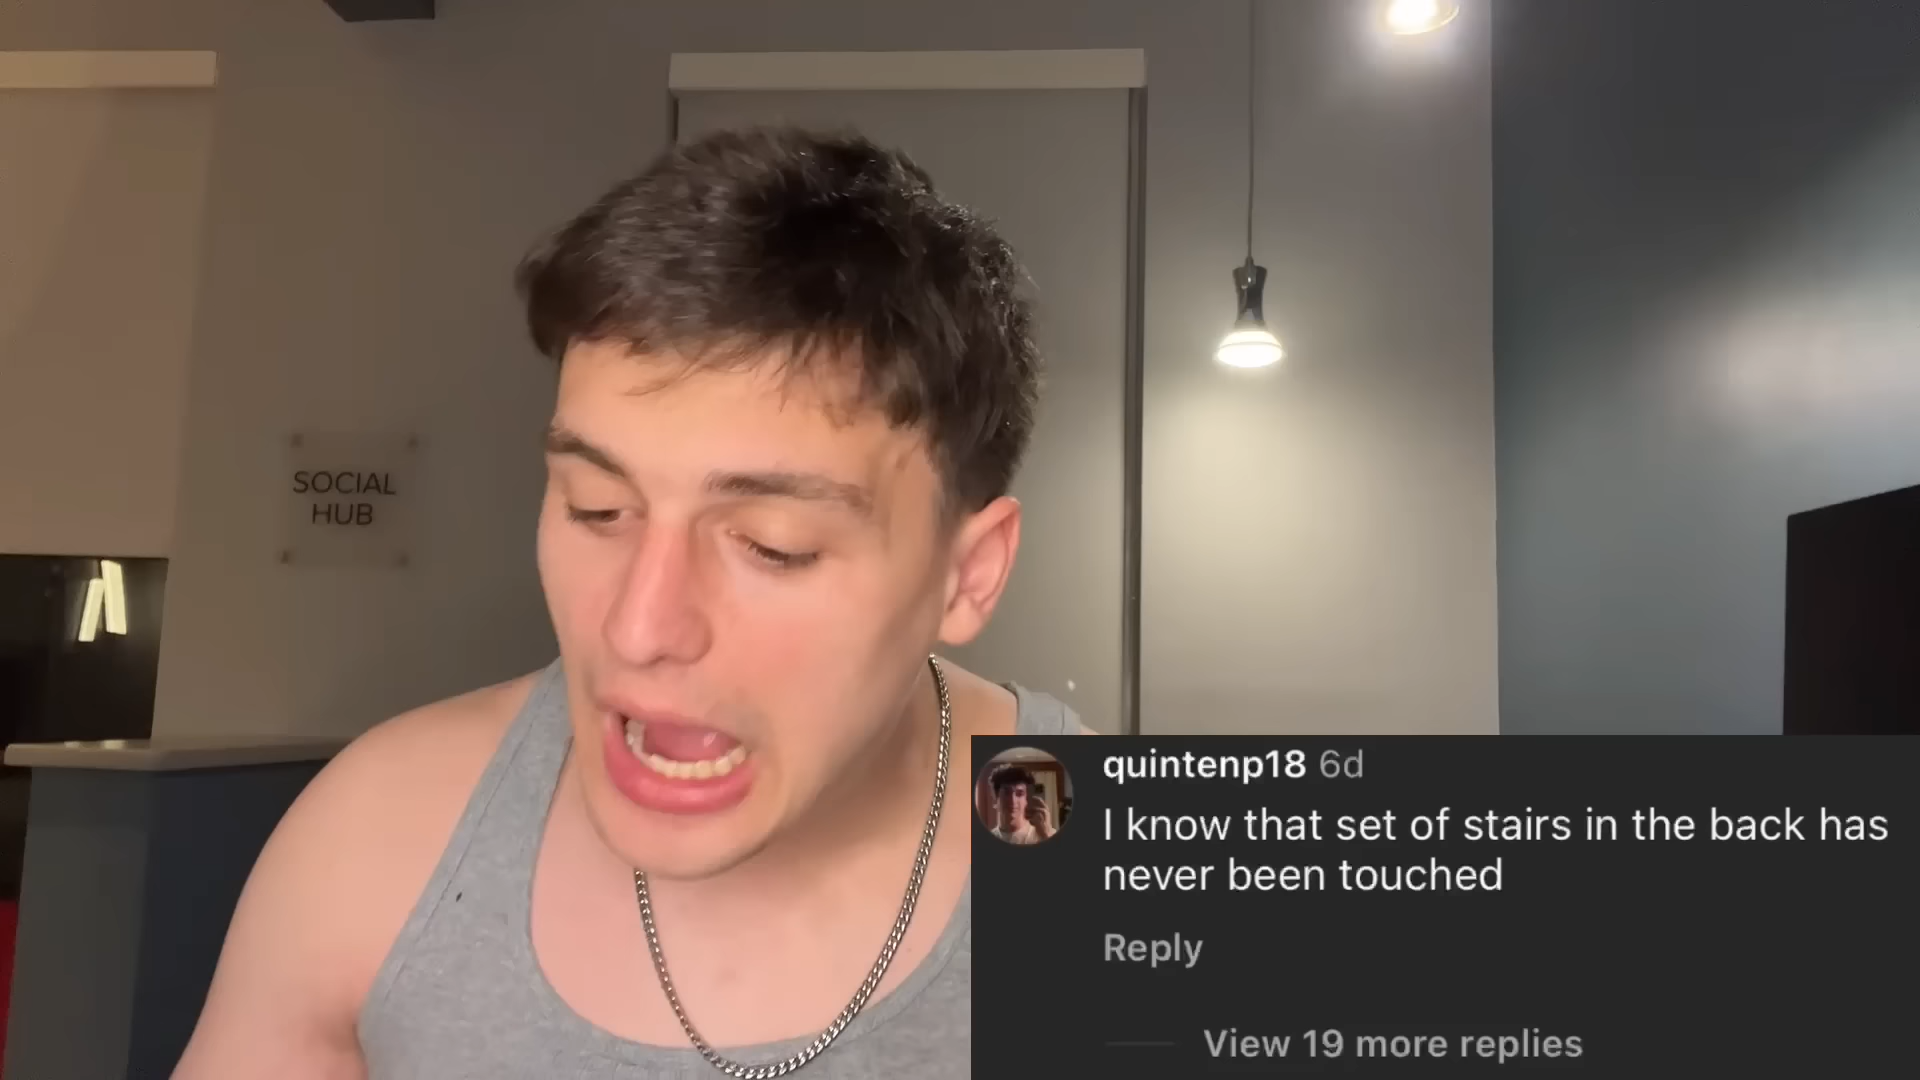 SOCIAL
HUB
quintenp18 6d
I know that set of stairs in the back has
never been touched
Reply
View 19 more replies